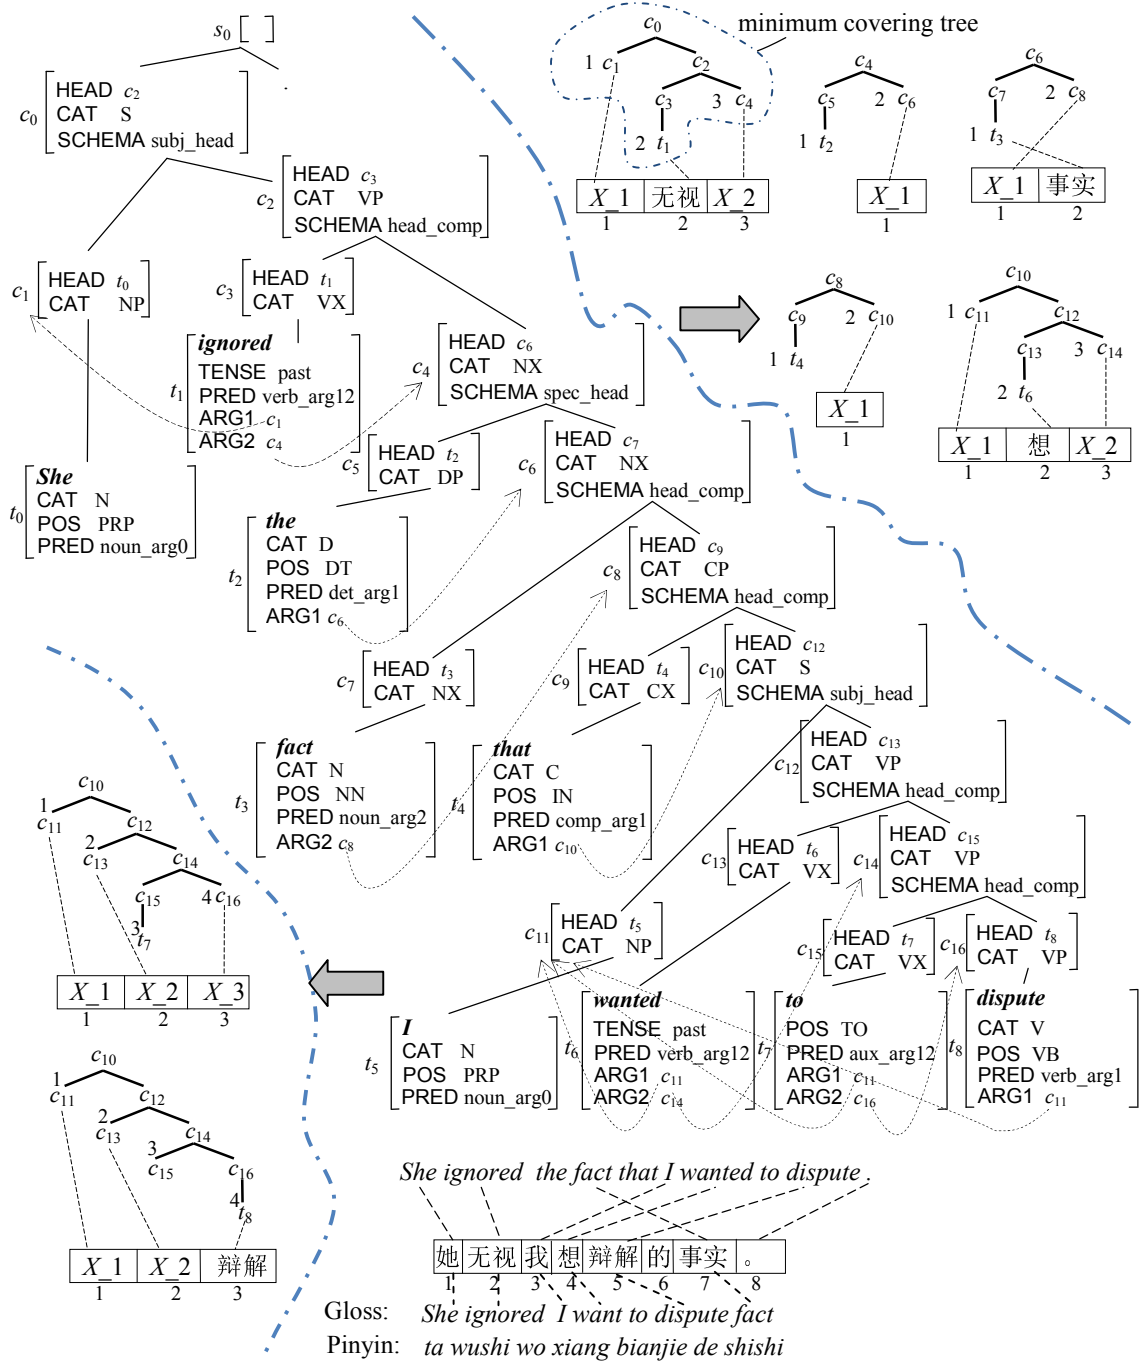 s0 [ ]
c0
HEAD c2
CAT S
SCHEMA subj_head
c2
HEAD c3
CAT VP
SCHEMA head_comp
c1
HEAD t0
CAT NP
c3
HEAD t1
CAT VX
t1
ignored
TENSE past
PRED verb_arg12
ARG1 c1
ARG2 c4
c4
HEAD c6
CAT NX
SCHEMA spec_head
t0
She
CAT N
POS PRP
PRED noun_arg0
c5
HEAD t2
CAT DP
c6
HEAD c7
CAT NX
SCHEMA head_comp
t2
the
CAT D
POS DT
PRED det_arg1
ARG1 c6
c8
HEAD c9
CAT CP
SCHEMA head_comp
c7
HEAD t3
CAT NX
c9
HEAD t4
CAT CX
c10
HEAD c12
CAT S
SCHEMA subj_head
t3
fact
CAT N
POS NN
PRED noun_arg2
ARG2 c8
t4
that
CAT C
POS IN
PRED comp_arg1
ARG1 c10
c12
HEAD c13
CAT VP
SCHEMA head_comp
c13
HEAD t6
CAT VX
c14
HEAD c15
CAT VP
SCHEMA head_comp
c11
HEAD t5
CAT NP
c15
HEAD t7
CAT VX
c16
HEAD t8
CAT VP
t5
I
CAT N
POS PRP
PRED noun_arg0
t6
wanted
TENSE past
PRED verb_arg12
ARG1 c11
ARG2 c14
t7
to
POS TO
PRED aux_arg12
ARG1 c11
ARG2 c16
t8
dispute
CAT V
POS VB
PRED verb_arg1
ARG1 c11
minimum covering tree
c0
1 c1 c2
c3 3 c4
2 t1
X_1 无视 X_2
1 2 3
c4
c5 2 c6
1 t2
X_1
1
c6
c7 2 c8
1 t3
X_1 事实
1 2
c8
c9 2 c10
1 t4
X_1
1
c10
1 c11 c12
c13 3 c14
2 t6
X_1 想 X_2
1 2 3
c10
1 c11 c12
2 c13 c14
c15 4 c16
3 t7
X_1 X_2 X_3
1 2 3
c10
1 c11 c12
2 c13 c14
3 c15 c16
4 t8
X_1 X_2 辩解
1 2 3
She ignored the fact that I wanted to dispute .
她 无视 我 想 辩解 的 事实 。
1 2 3 4 5 6 7 8
Gloss: She ignored I want to dispute fact
Pinyin: ta wushi wo xiang bianjie de shishi